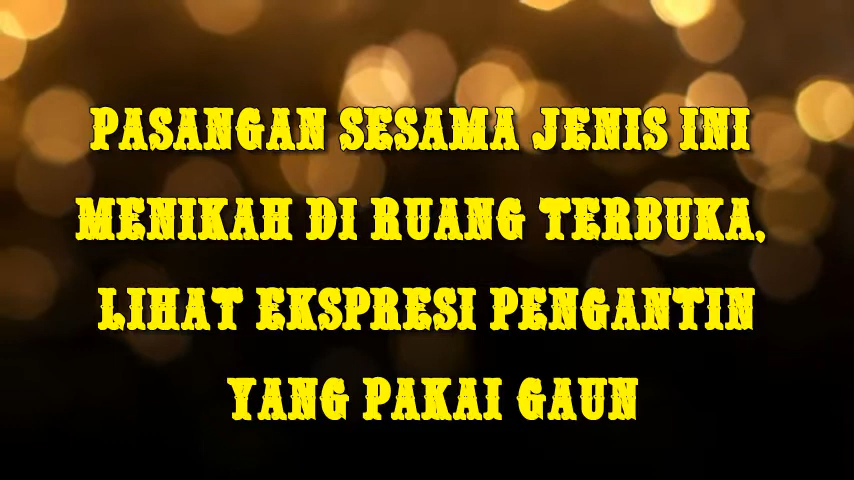 PASANGAN SESAMA JENIS INI
MENIKAH DI RUANG TERBUKA,
LIHAT EKSPRESI PENGANTIN
YANG PAKAI GAUN